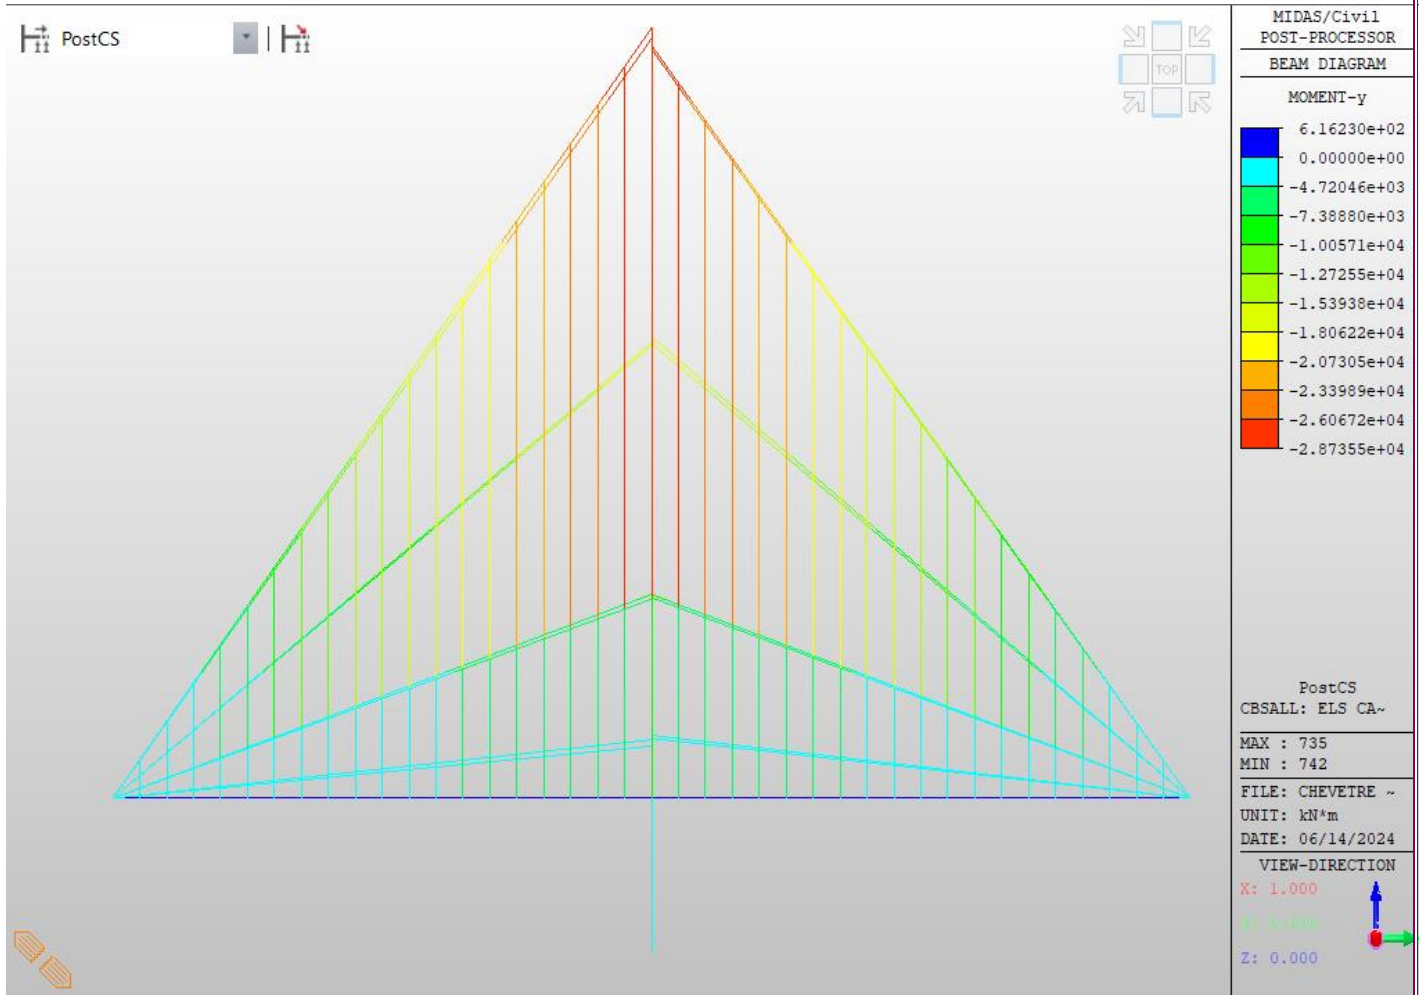 PostCS
TOP
MIDAS/Civil
POST-PROCESSOR
BEAM DIAGRAM
MOMENT-y
6.16230e+02
0.00000e+00
-4.72046e+03
-7.38880e+03
-1.00571e+04
-1.27255e+04
-1.53938e+04
-1.80622e+04
-2.07305e+04
-2.33989e+04
-2.60672e+04
-2.87355e+04
PostCS
CBSALL: ELS CA~
MAX : 735
MIN : 742
FILE: CHEVETRE ~
UNIT: kN*m
DATE: 06/14/2024
VIEW-DIRECTION
X: 1.000
Z: 0.000